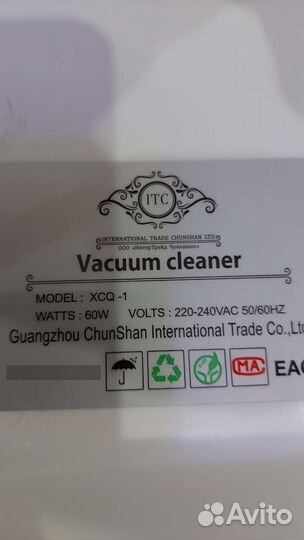 ITC
INTERNATIONAL TRADE CHUNSHAN LTD
ООО «ИнтерТрейд Чуньшань»
Vacuum cleaner
MODEL : XCQ -1
WATTS : 60W VOLTS : 220-240VAC 50/60HZ
Guangzhou ChunShan International Trade Co.,Ltd
MA EAC
Avito